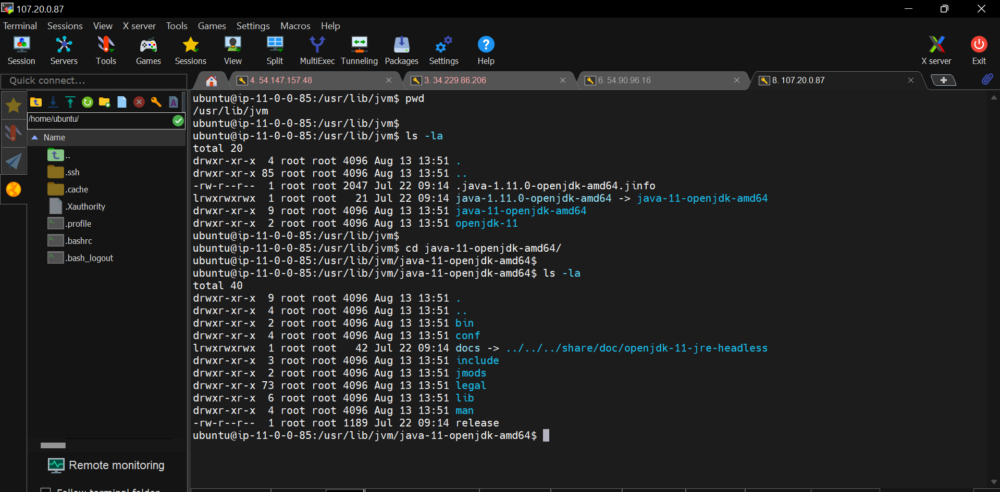 107.20.0.87
Terminal Sessions View X server Tools Games Settings Macros Help
Session Servers Tools Games Sessions View Split MultiExec Tunneling Packages Settings Help X server Exit
Quick connect...
4. 54.147.157.48 3. 34.229.86.206 6. 54.90.96.16 8. 107.20.0.87
/home/ubuntu/
Name
..
.ssh
.cache
.Xauthority
.profile
.bashrc
.bash_logout
Remote monitoring
Follow terminal folder
ubuntu@ip-11-0-0-85:/usr/lib/jvm$ pwd
/usr/lib/jvm
ubuntu@ip-11-0-0-85:/usr/lib/jvm$
ubuntu@ip-11-0-0-85:/usr/lib/jvm$ ls -la
total 20
drwxr-xr-x  4 root root 4096 Aug 13 13:51 .
drwxr-xr-x 85 root root 4096 Aug 13 13:51 ..
-rw-r--r--  1 root root 2047 Jul 22 09:14 .java-1.11.0-openjdk-amd64.jinfo
lrwxrwxrwx  1 root root   21 Jul 22 09:14 java-1.11.0-openjdk-amd64 -> java-11-openjdk-amd64
drwxr-xr-x  9 root root 4096 Aug 13 13:51 java-11-openjdk-amd64
drwxr-xr-x  2 root root 4096 Aug 13 13:51 openjdk-11
ubuntu@ip-11-0-0-85:/usr/lib/jvm$
ubuntu@ip-11-0-0-85:/usr/lib/jvm$ cd java-11-openjdk-amd64/
ubuntu@ip-11-0-0-85:/usr/lib/jvm/java-11-openjdk-amd64$
ubuntu@ip-11-0-0-85:/usr/lib/jvm/java-11-openjdk-amd64$ ls -la
total 40
drwxr-xr-x  9 root root 4096 Aug 13 13:51 .
drwxr-xr-x  4 root root 4096 Aug 13 13:51 ..
drwxr-xr-x  2 root root 4096 Aug 13 13:51 bin
drwxr-xr-x  4 root root 4096 Aug 13 13:51 conf
lrwxrwxrwx  1 root root   42 Jul 22 09:14 docs -> ../../../share/doc/openjdk-11-jre-headless
drwxr-xr-x  3 root root 4096 Aug 13 13:51 include
drwxr-xr-x  2 root root 4096 Aug 13 13:51 jmods
drwxr-xr-x 73 root root 4096 Aug 13 13:51 legal
drwxr-xr-x  6 root root 4096 Aug 13 13:51 lib
drwxr-xr-x  4 root root 4096 Aug 13 13:51 man
-rw-r--r--  1 root root 1189 Jul 22 09:14 release
ubuntu@ip-11-0-0-85:/usr/lib/jvm/java-11-openjdk-amd64$